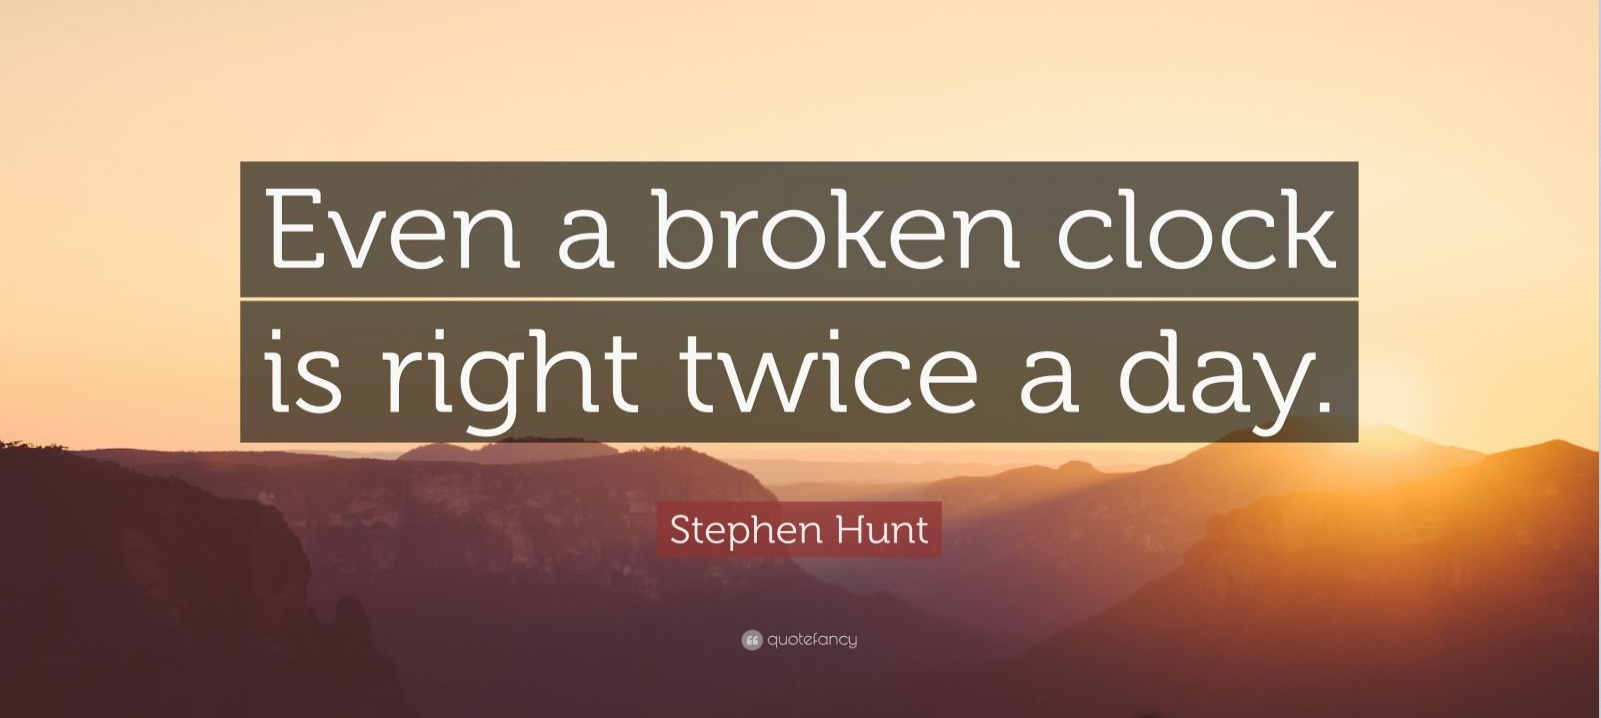 Even a broken clock
is right twice a day.
Stephen Hunt
quotefancy